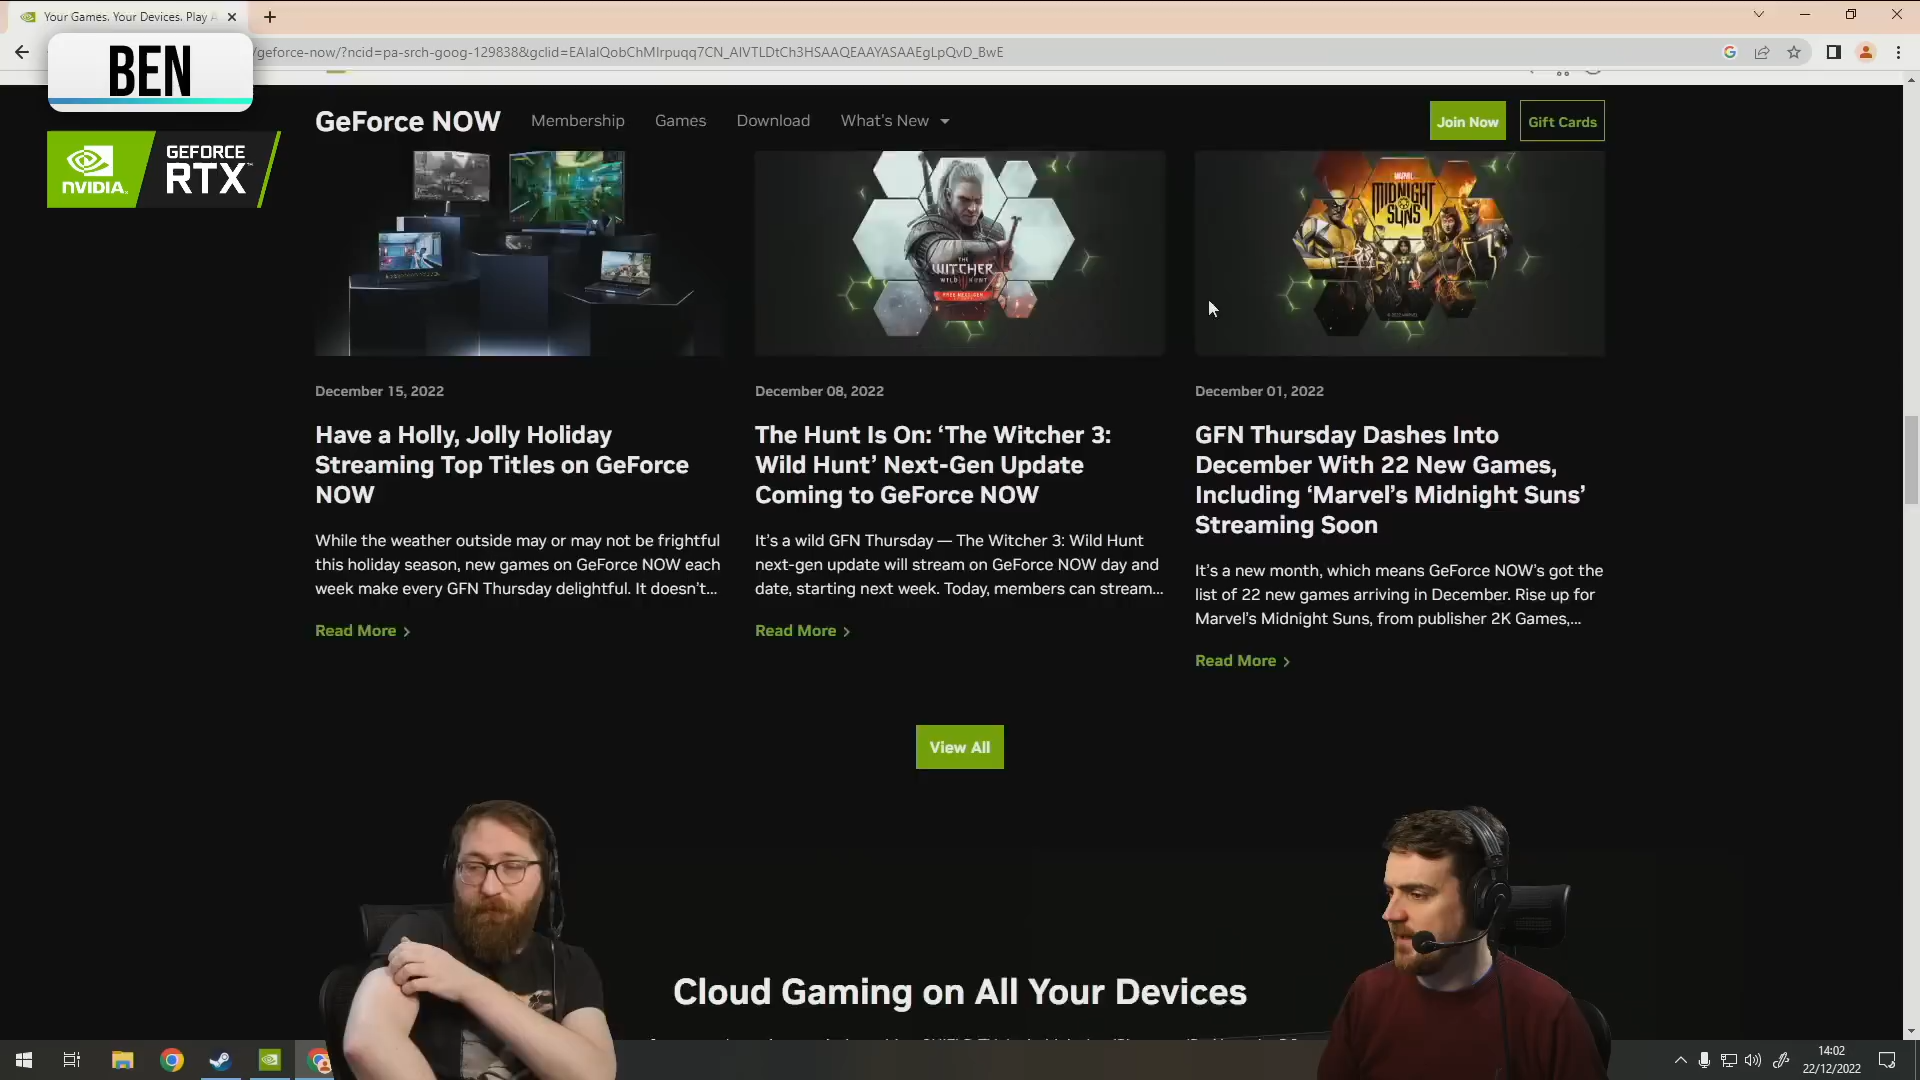 Your Games. Your Devices. Play
/geforce-now/?ncid=pa-srch-goog-129838&gclid=EAIaIQobChMIrpuqq7CN_AIVTLDtCh3HSAAQEAAYASAAEgLpQvD_BwE
BEN
NVIDIA.
GEFORCE
RTX
GeForce NOW
Membership
Games
Download
What's New
Join Now
Gift Cards
THE
WITCHER
WILD HUNT
MARVEL
MIDNIGHT
SUNS
December 15, 2022
Have a Holly, Jolly Holiday
Streaming Top Titles on GeForce
NOW
While the weather outside may or may not be frightful
this holiday season, new games on GeForce NOW each
week make every GFN Thursday delightful. It doesn't...
Read More
December 08, 2022
The Hunt Is On: ‘The Witcher 3:
Wild Hunt’ Next-Gen Update
Coming to GeForce NOW
It's a wild GFN Thursday — The Witcher 3: Wild Hunt
next-gen update will stream on GeForce NOW day and
date, starting next week. Today, members can stream...
Read More
December 01, 2022
GFN Thursday Dashes Into
December With 22 New Games,
Including ‘Marvel’s Midnight Suns’
Streaming Soon
It's a new month, which means GeForce NOW's got the
list of 22 new games arriving in December. Rise up for
Marvel's Midnight Suns, from publisher 2K Games,...
Read More
View All
Cloud Gaming on All Your Devices
14:02
22/12/2022